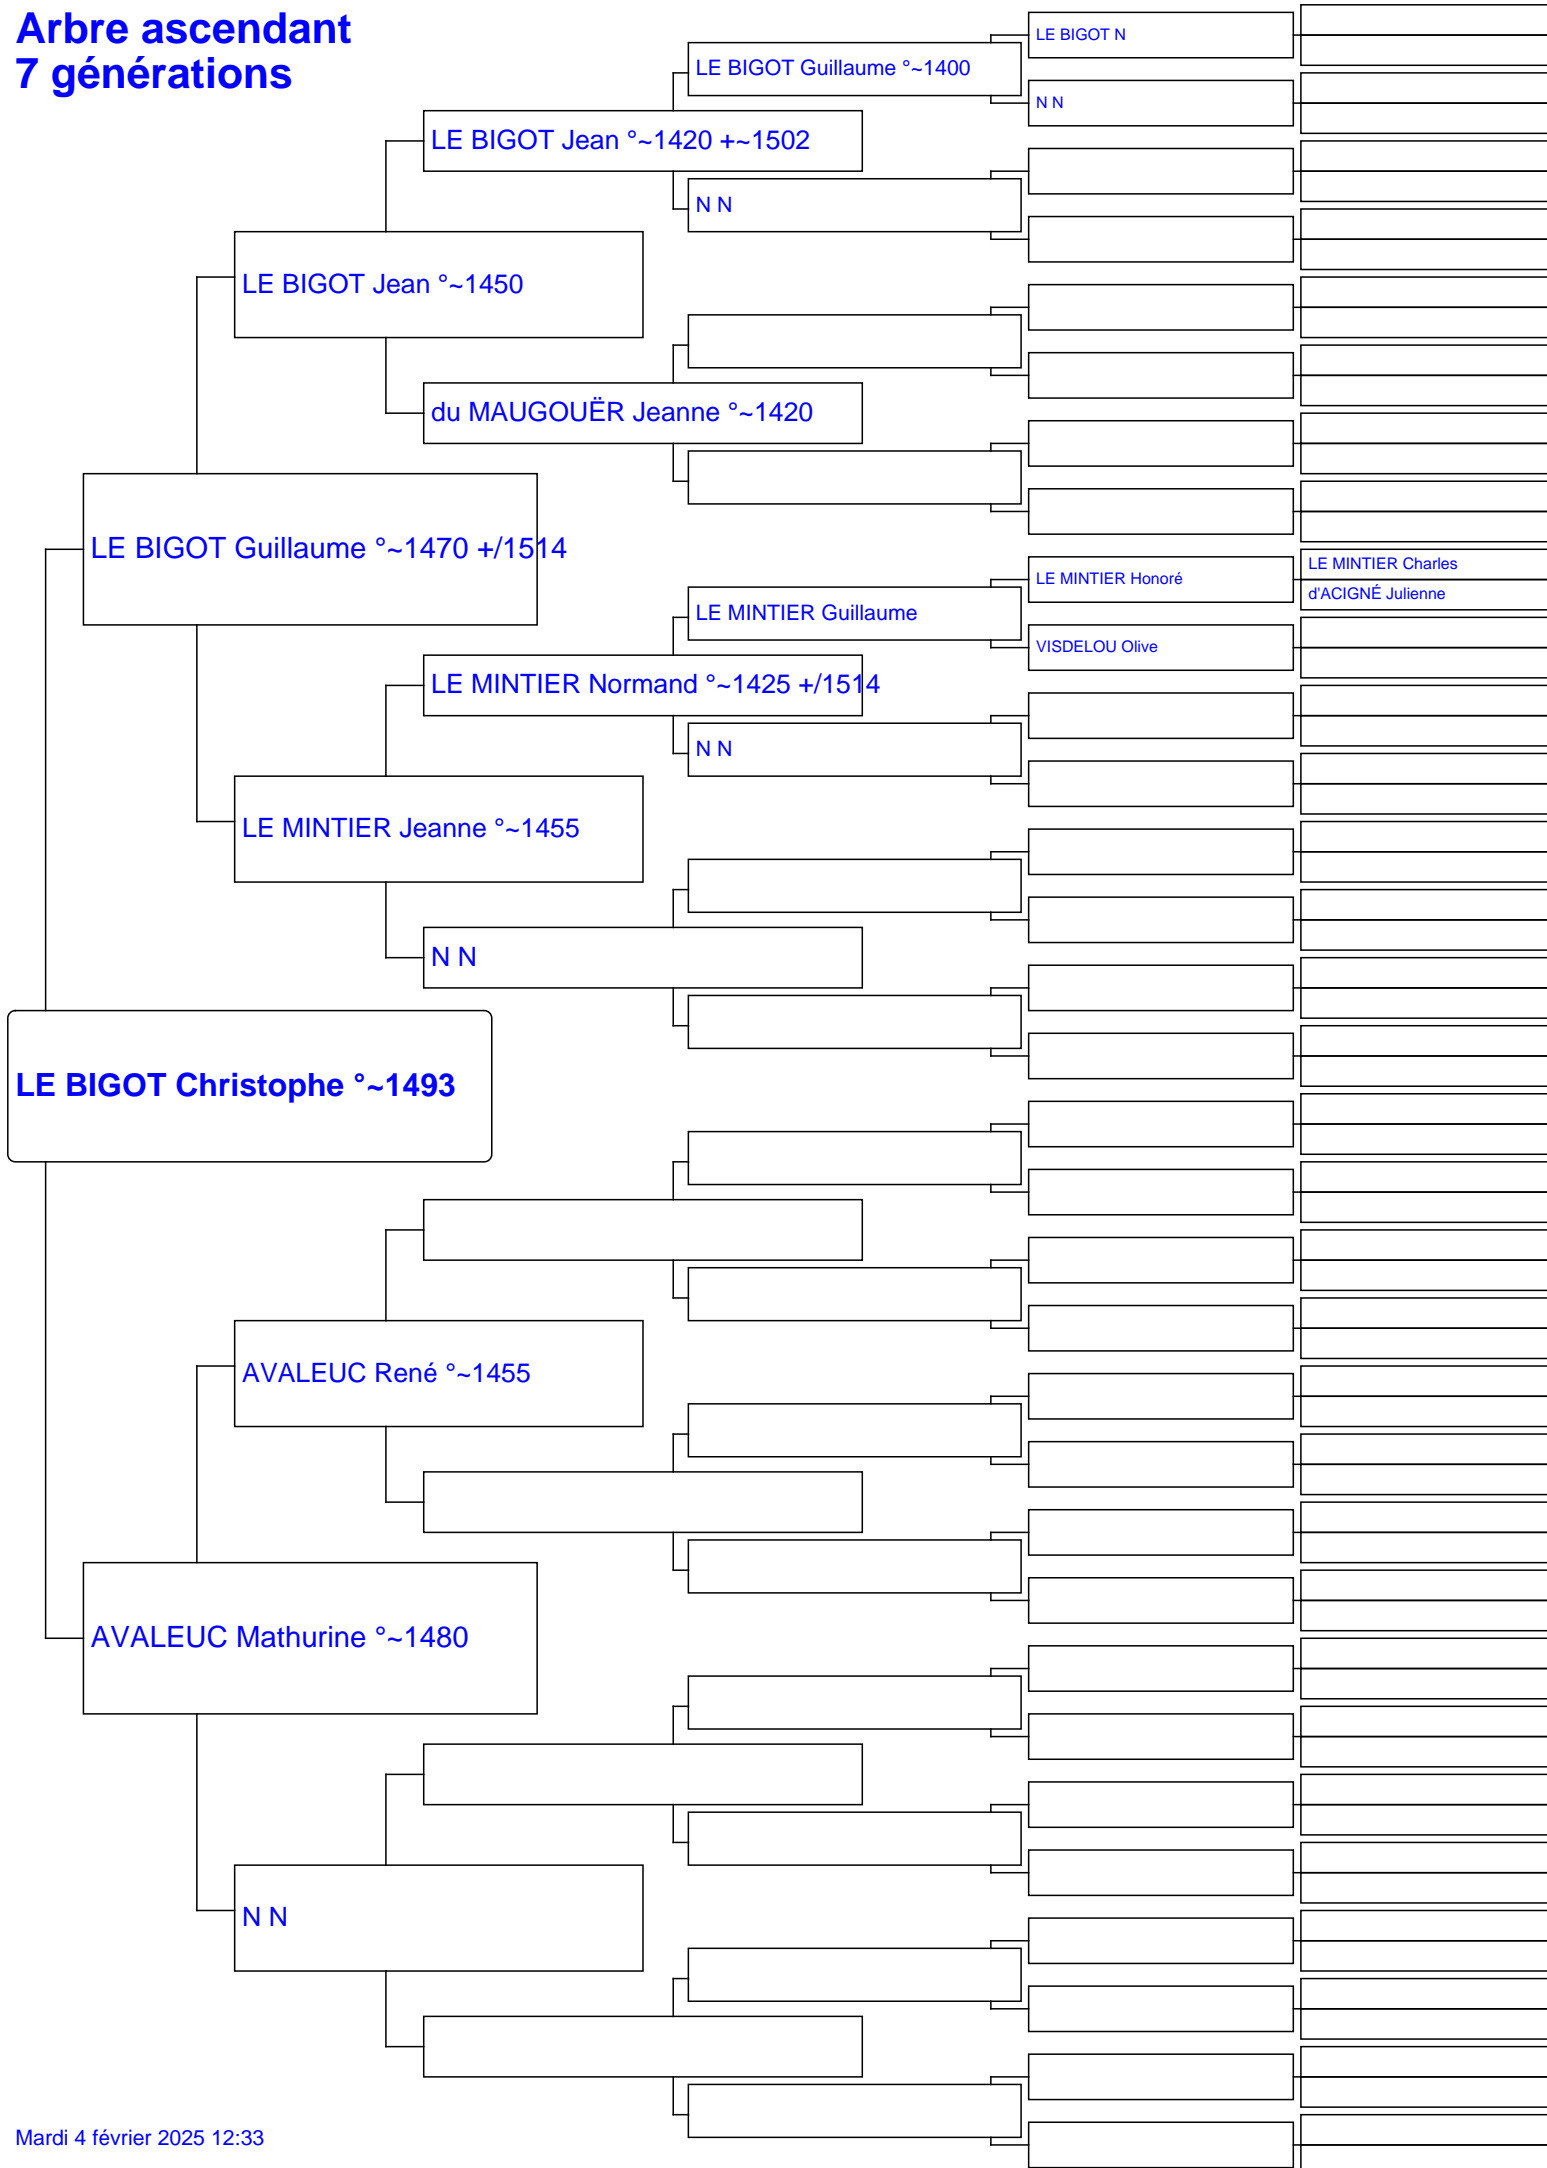 Arbre ascendant
7 générations
LE BIGOT N
LE BIGOT Guillaume °~1400
N N
LE BIGOT Jean °~1420 +~1502
N N
LE BIGOT Jean °~1450
du MAUGOUËR Jeanne °~1420
LE BIGOT Guillaume °~1470 +/1514
LE MINTIER Charles
LE MINTIER Honoré
d'ACIGNÉ Julienne
LE MINTIER Guillaume
VISDELOU Olive
LE MINTIER Normand °~1425 +/1514
N N
LE MINTIER Jeanne °~1455
N N
LE BIGOT Christophe °~1493
AVALEUC René °~1455
AVALEUC Mathurine °~1480
N N
Mardi 4 février 2025 12:33